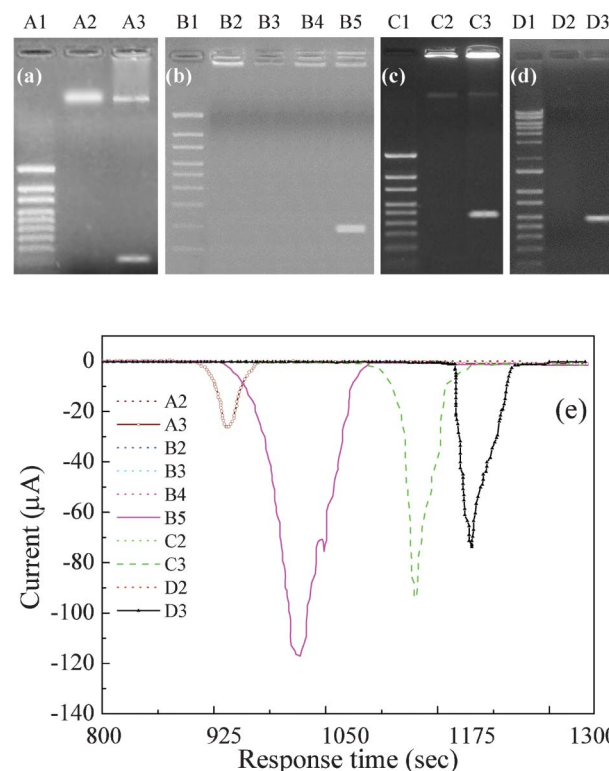 A1 A2 A3 B1 B2 B3 B4 B5 C1 C2 C3 D1 D2 D3
(a) (b) (c) (d)
0
-20
-40
-60
-80
-100
-120
-140
Current (μA)
A2
A3
B2
B3
B4
B5
C2
C3
D2
D3
(e)
800 925 1050 1175 1300
Response time (sec)